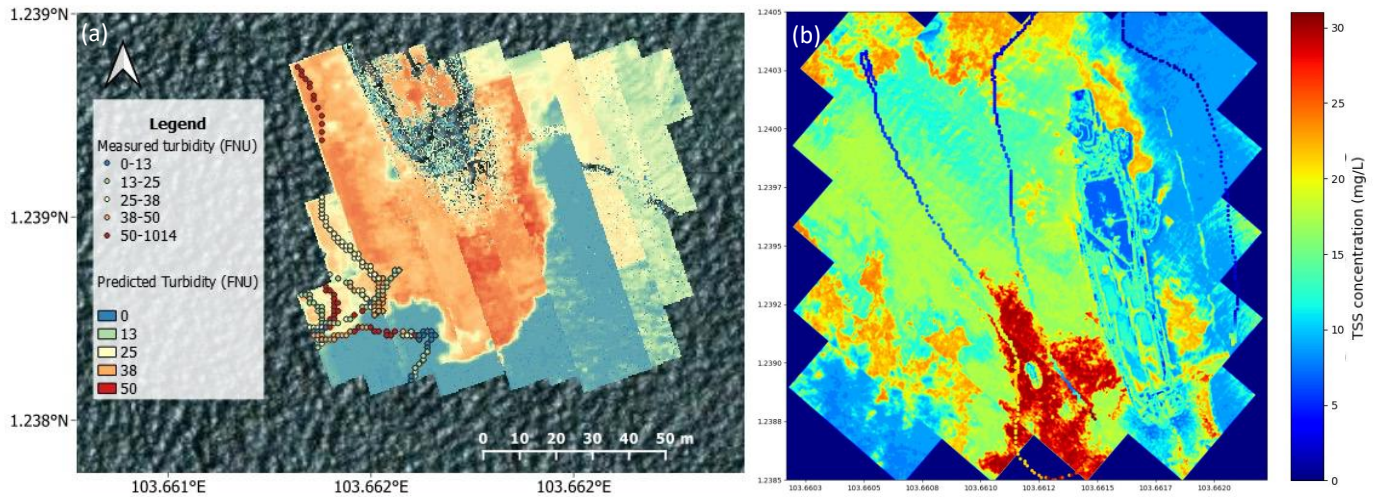 (a)
1.239°N
1.239°N
1.238°N
Legend
Measured turbidity (FNU)
0-13
13-25
25-38
38-50
50-1014
Predicted Turbidity (FNU)
0
13
25
38
50
0 10 20 30 40 50 m
103.661°E 103.662°E 103.662°E
(b)
1.2405
1.2403
1.2400
1.2397
1.2395
1.2392
1.2390
1.2388
1.2385
103.6603 103.6605 103.6608 103.6610 103.6612 103.6615 103.6617 103.6620
30
25
20
15
10
5
0
TSS concentration (mg/L)